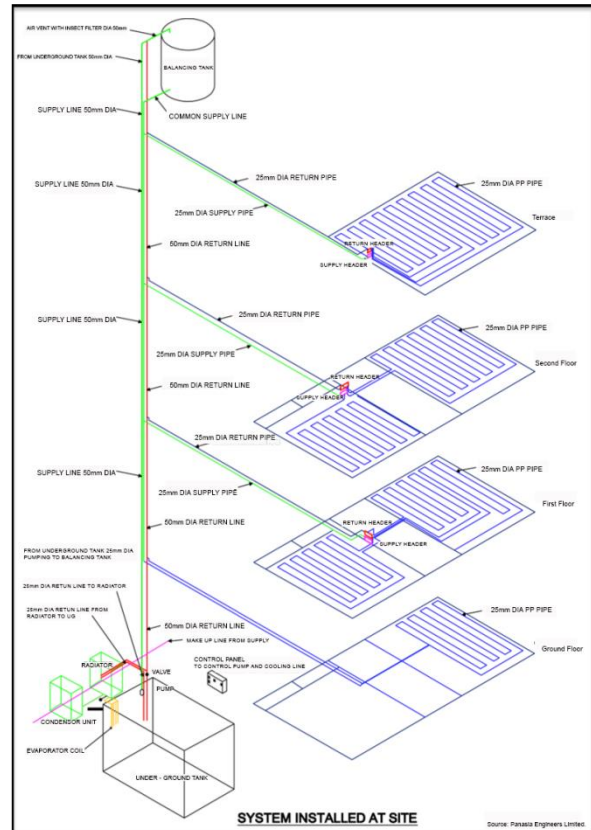 AIR VENT WITH INSECT FILTER DIA 50mm
FROM UNDERGROUND TANK 50mm DIA
BALANCING TANK
SUPPLY LINE 50mm DIA
COMMON SUPPLY LINE
25mm DIA RETURN PIPE
25mm DIA PP PIPE
SUPPLY LINE 50mm DIA
25mm DIA SUPPLY PIPE
Terrace
50mm DIA RETURN LINE
RETURN HEADER
SUPPLY HEADER
25mm DIA RETURN PIPE
25mm DIA PP PIPE
SUPPLY LINE 50mm DIA
25mm DIA SUPPLY PIPE
Second Floor
RETURN HEADER
50mm DIA RETURN LINE
SUPPLY HEADER
25mm DIA RETURN PIPE
25mm DIA PP PIPE
SUPPLY LINE 50mm DIA
25mm DIA SUPPLY PIPE
First Floor
50mm DIA RETURN LINE
RETURN HEADER
SUPPLY HEADER
FROM UNDERGROUND TANK 25mm DIA
PUMPING TO BALANCING TANK
25mm DIA RETUN LINE TO RADIATOR
25mm DIA RETUN LINE FROM
RADIATOR TO UG
50mm DIA RETURN LINE
25mm DIA PP PIPE
MAKE UP LINE FROM SUPPLY
Ground Floor
RADIATOR
VALVE
CONTROL PANEL
TO CONTROL PUMP AND COOLING LINE
PUMP
CONDENSOR UNIT
EVAPORATOR COIL
UNDER - GROUND TANK
SYSTEM INSTALLED AT SITE
Source: Panasia Engineers Limited.